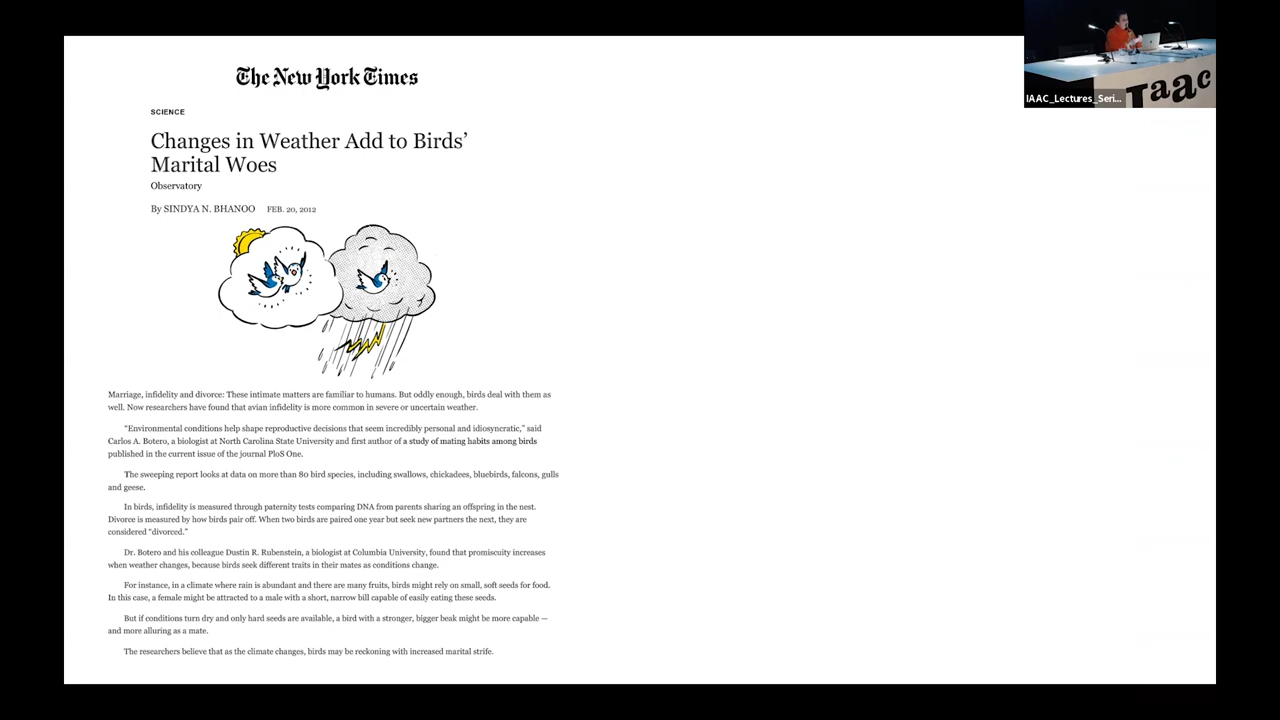 The New York Times
SCIENCE
Changes in Weather Add to Birds’
Marital Woes
Observatory
By SINDYA N. BHANOO FEB. 20, 2012
Marriage, infidelity and divorce: These intimate matters are familiar to humans. But oddly enough, birds deal with them as
well. Now researchers have found that avian infidelity is more common in severe or uncertain weather.
“Environmental conditions help shape reproductive decisions that seem incredibly personal and idiosyncratic,” said
Carlos A. Botero, a biologist at North Carolina State University and first author of a study of mating habits among birds
published in the current issue of the journal PloS One.
The sweeping report looks at data on more than 80 bird species, including swallows, chickadees, bluebirds, falcons, gulls
and geese.
In birds, infidelity is measured through paternity tests comparing DNA from parents sharing an offspring in the nest.
Divorce is measured by how birds pair off. When two birds are paired one year but seek new partners the next, they are
considered “divorced.”
Dr. Botero and his colleague Dustin R. Rubenstein, a biologist at Columbia University, found that promiscuity increases
when weather changes, because birds seek different traits in their mates as conditions change.
For instance, in a climate where rain is abundant and there are many fruits, birds might rely on small, soft seeds for food.
In this case, a female might be attracted to a male with a short, narrow bill capable of easily eating these seeds.
But if conditions turn dry and only hard seeds are available, a bird with a stronger, bigger beak might be more capable —
and more alluring as a mate.
The researchers believe that as the climate changes, birds may be reckoning with increased marital strife.
Iaac
IAAC_Lectures_Seri...